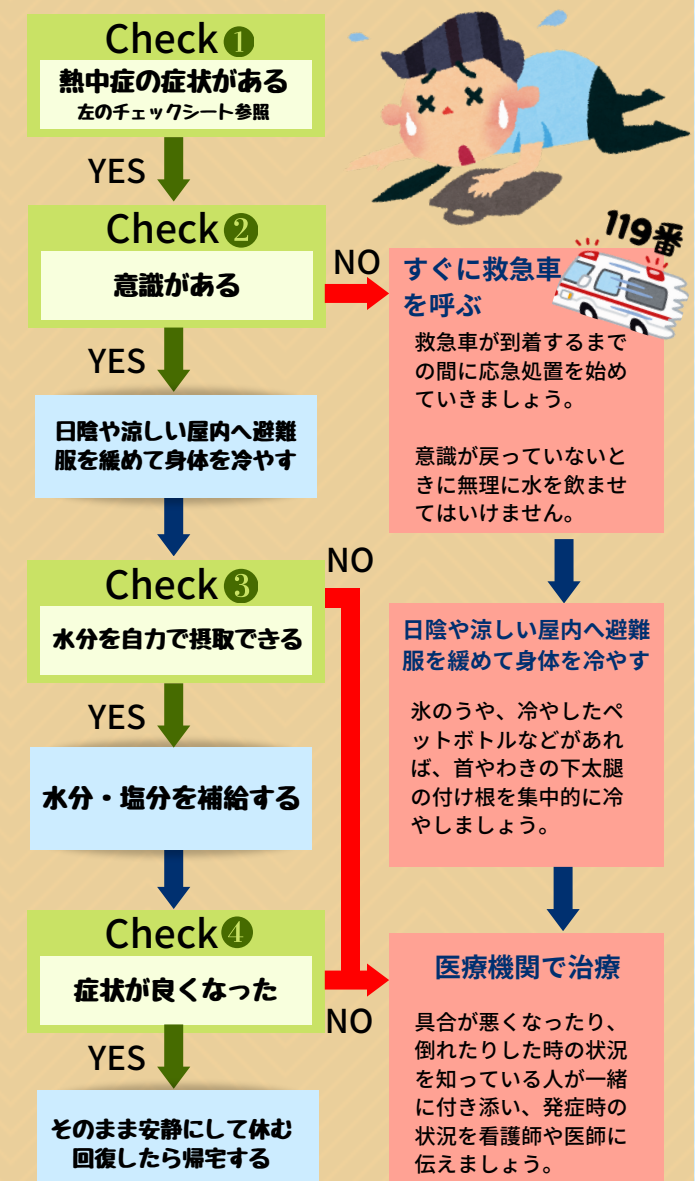 Check❶
熱中症の症状がある
左のチェックシート参照
YES
Check❷
意識がある
NO
YES
119番
すぐに救急車
を呼ぶ
救急車が到着するまで
の間に応急処置を始め
ていきましょう。
意識が戻っていないと
きに無理に水を飲ませ
てはいけません。
日陰や涼しい屋内へ避難
服を緩めて身体を冷やす
Check❸
水分を自力で摂取できる
NO
YES
日陰や涼しい屋内へ避難
服を緩めて身体を冷やす
氷のうや、冷やしたペ
ットボトルなどがあれ
ば、首やわきの下太腿
の付け根を集中的に冷
やしましょう。
水分・塩分を補給する
Check❹
症状が良くなった
NO
YES
医療機関で治療
具合が悪くなったり、
倒れたりした時の状況
を知っている人が一緒
に付き添い、発症時の
状況を看護師や医師に
伝えましょう。
そのまま安静にして休む
回復したら帰宅する